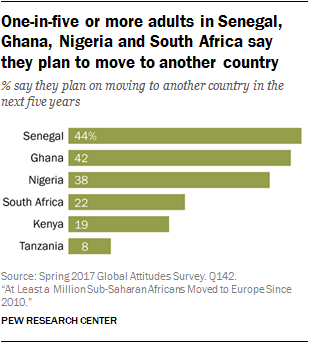 One-in-five or more adults in Senegal,
Ghana, Nigeria and South Africa say
they plan to move to another country
% say they plan on moving to another country in the
next five years
Senegal 44%
Ghana 42
Nigeria 38
South Africa 22
Kenya 19
Tanzania 8
Source: Spring 2017 Global Attitudes Survey. Q142.
“At Least a Million Sub-Saharan Africans Moved to Europe Since
2010.”
PEW RESEARCH CENTER